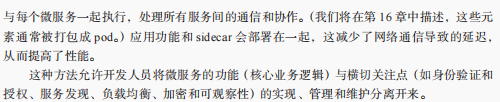 与每个微服务一起执行，处理所有服务间的通信和协作。（我们将在第 16 章中描述，这些元
素通常被打包成 pod。）应用功能和 sidecar 会部署在一起，这减少了网络通信导致的延迟，
从而提高了性能。
这种方法允许开发人员将微服务的功能（核心业务逻辑）与横切关注点（如身份验证和
授权、服务发现、负载均衡、加密和可观察性）的实现、管理和维护分离开来。